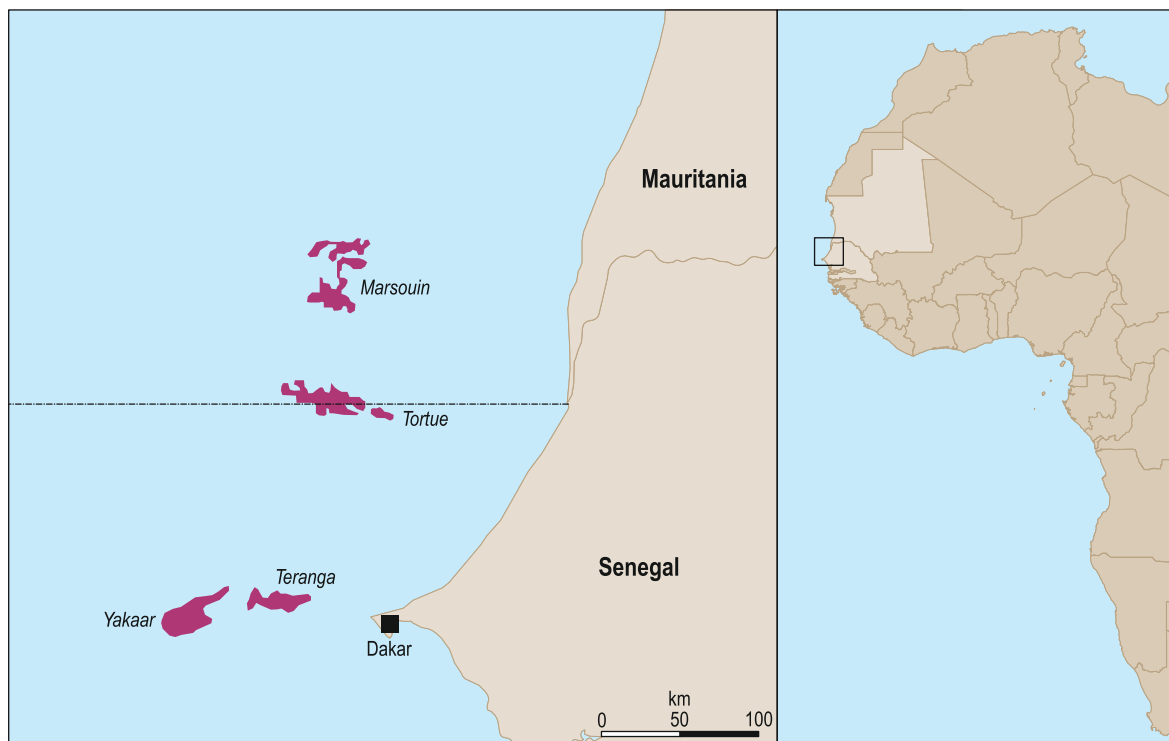 Mauritania
Marsouin
Tortue
Senegal
Teranga
Yakaar
Dakar
km
0 50 100